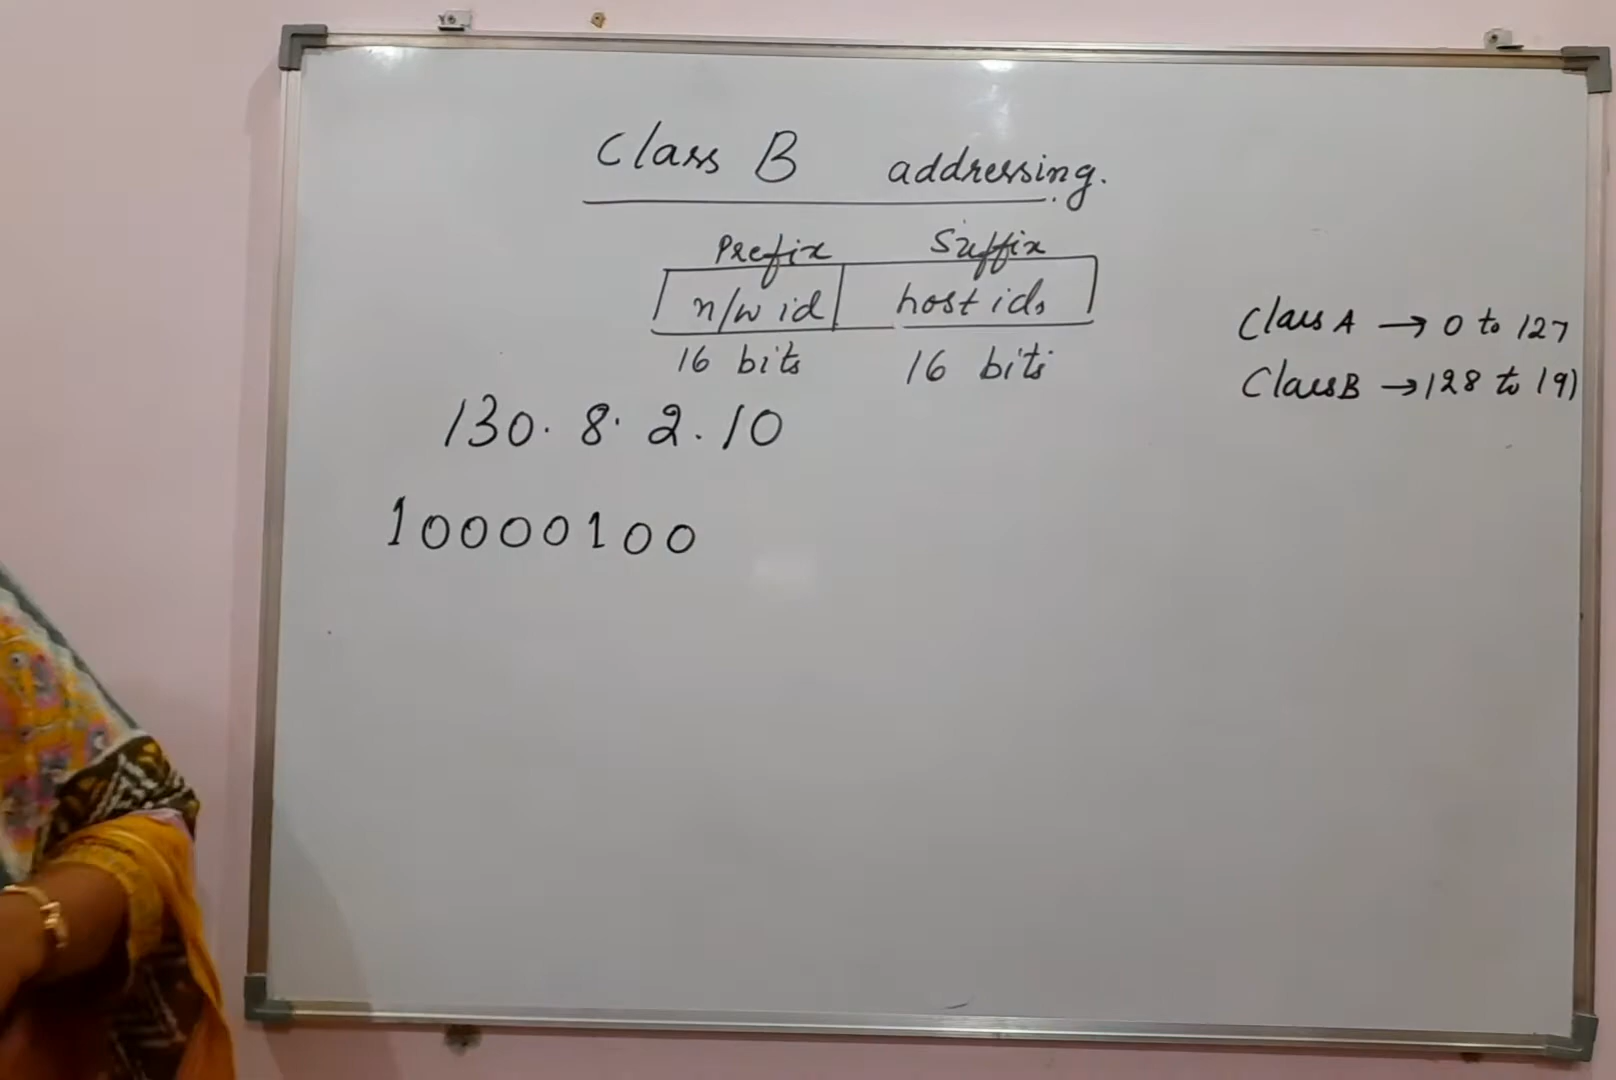 Class B addressing.
Prefix Suffix
n/w id host ids
16 bits 16 bits
Class A → 0 to 127
Class B → 128 to 191
130. 8. 2. 10
10000100